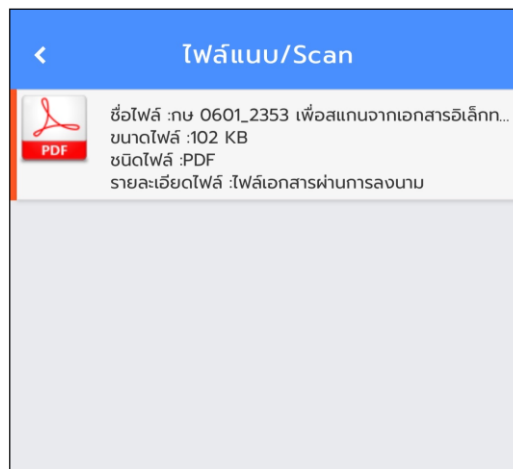 ไฟล์แนบ/Scan
PDF
ชื่อไฟล์ :กษ 0601_2353 เพื่อสแกนจากเอกสารอิเล็กท...
ขนาดไฟล์ :102 KB
ชนิดไฟล์ :PDF
รายละเอียดไฟล์ :ไฟล์เอกสารผ่านการลงนาม